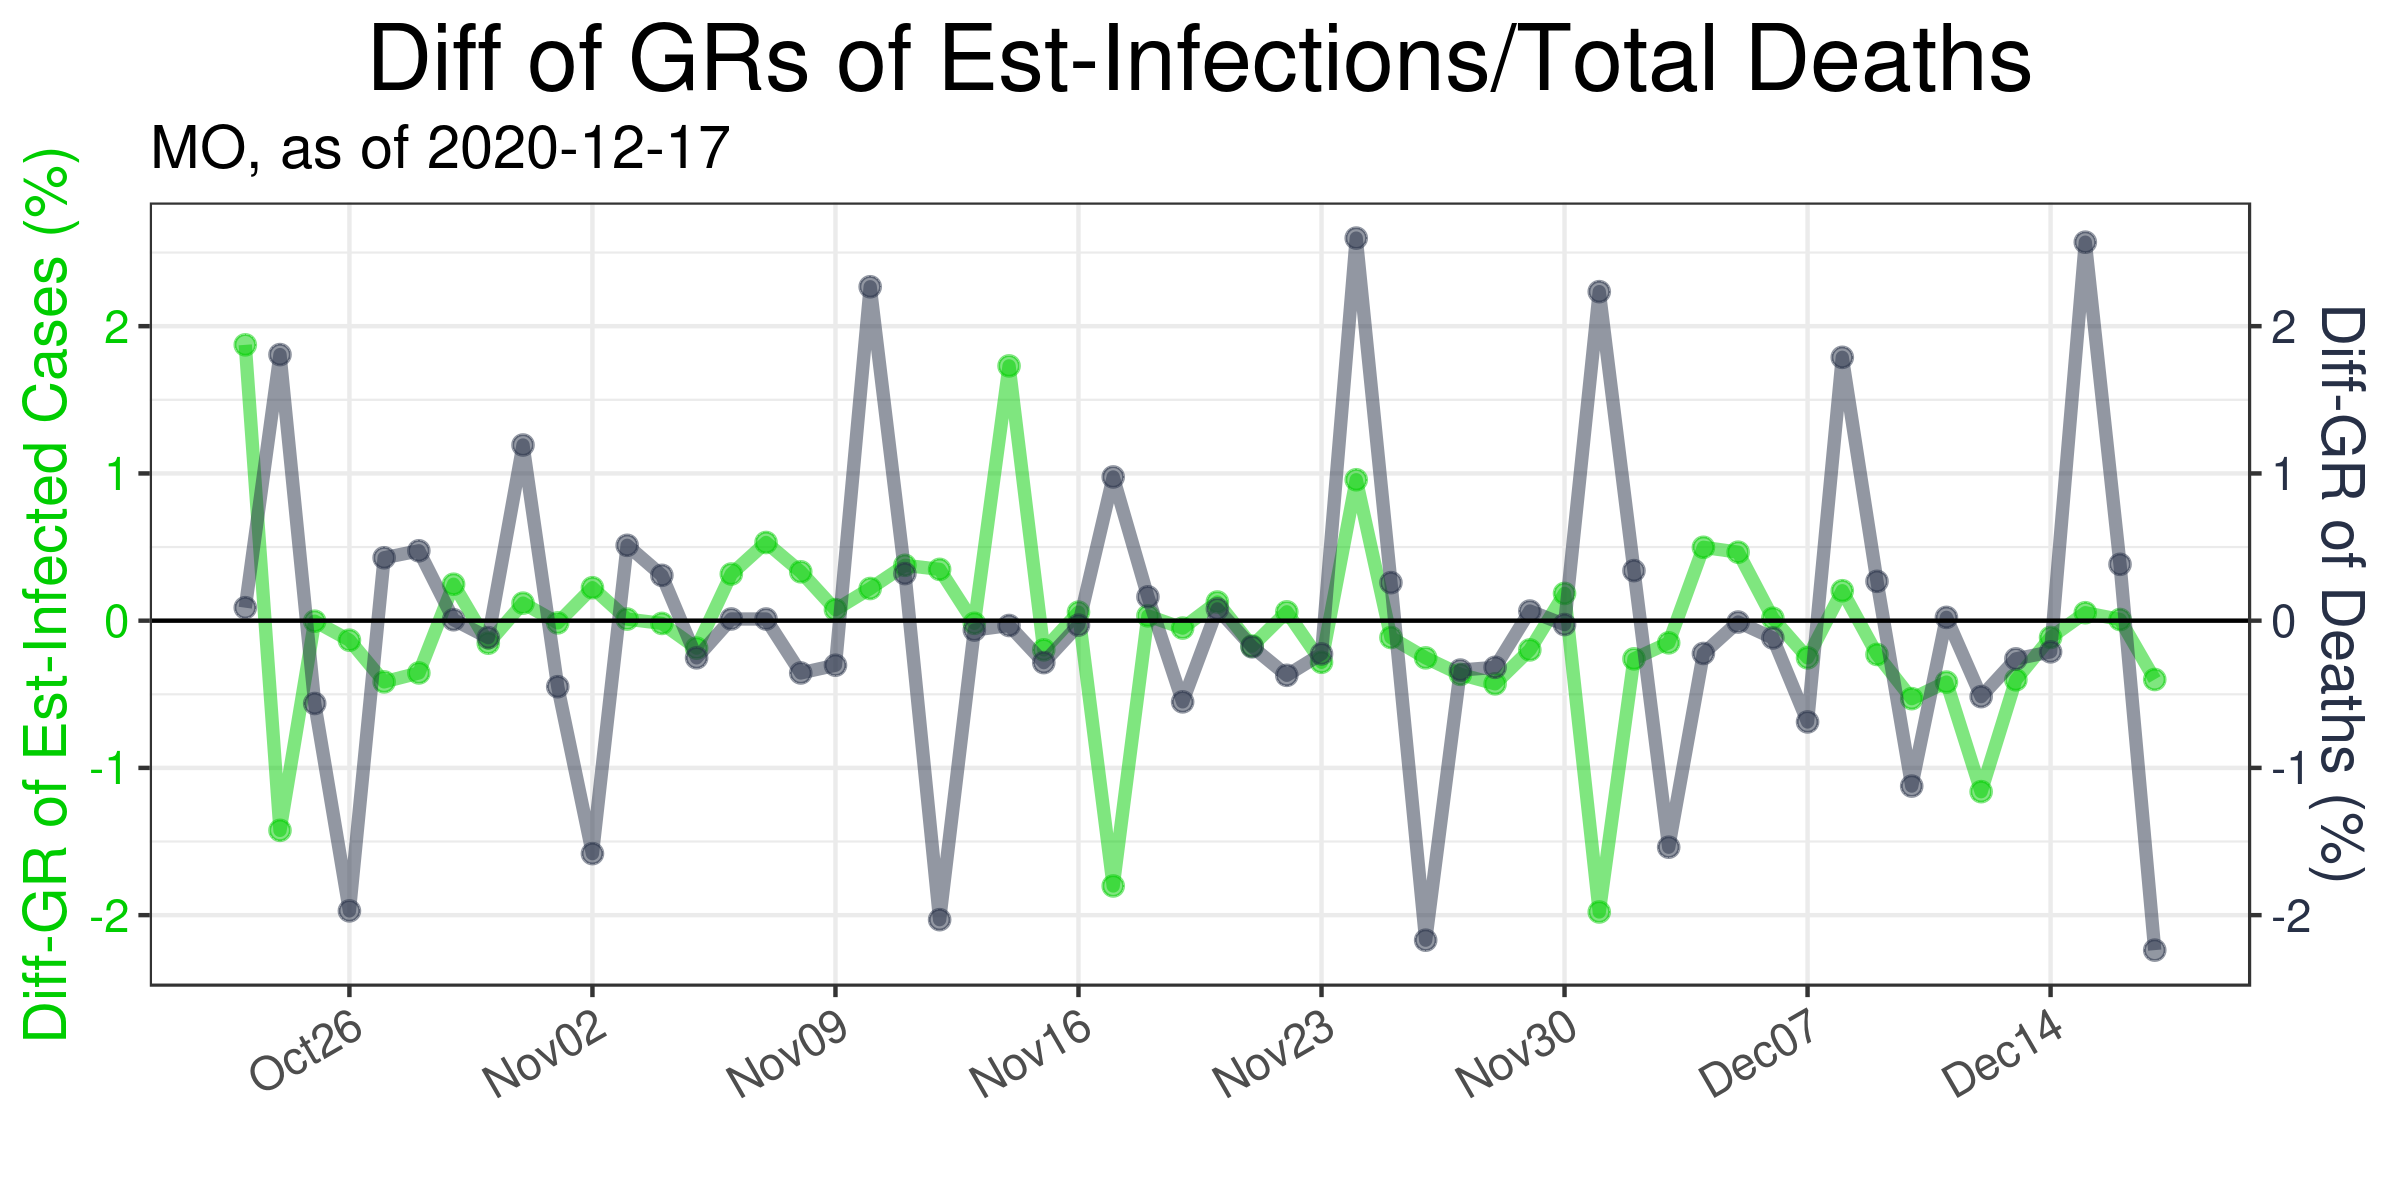 Diff of GRs of Est-Infections/Total Deaths
MO, as of 2020-12-17
Diff-GR of Est-Infected Cases (%)
2
1
0
-1
-2
2
1
0
-1
-2
Diff-GR of Deaths (%)
Oct26
Nov02
Nov09
Nov16
Nov23
Nov30
Dec07
Dec14